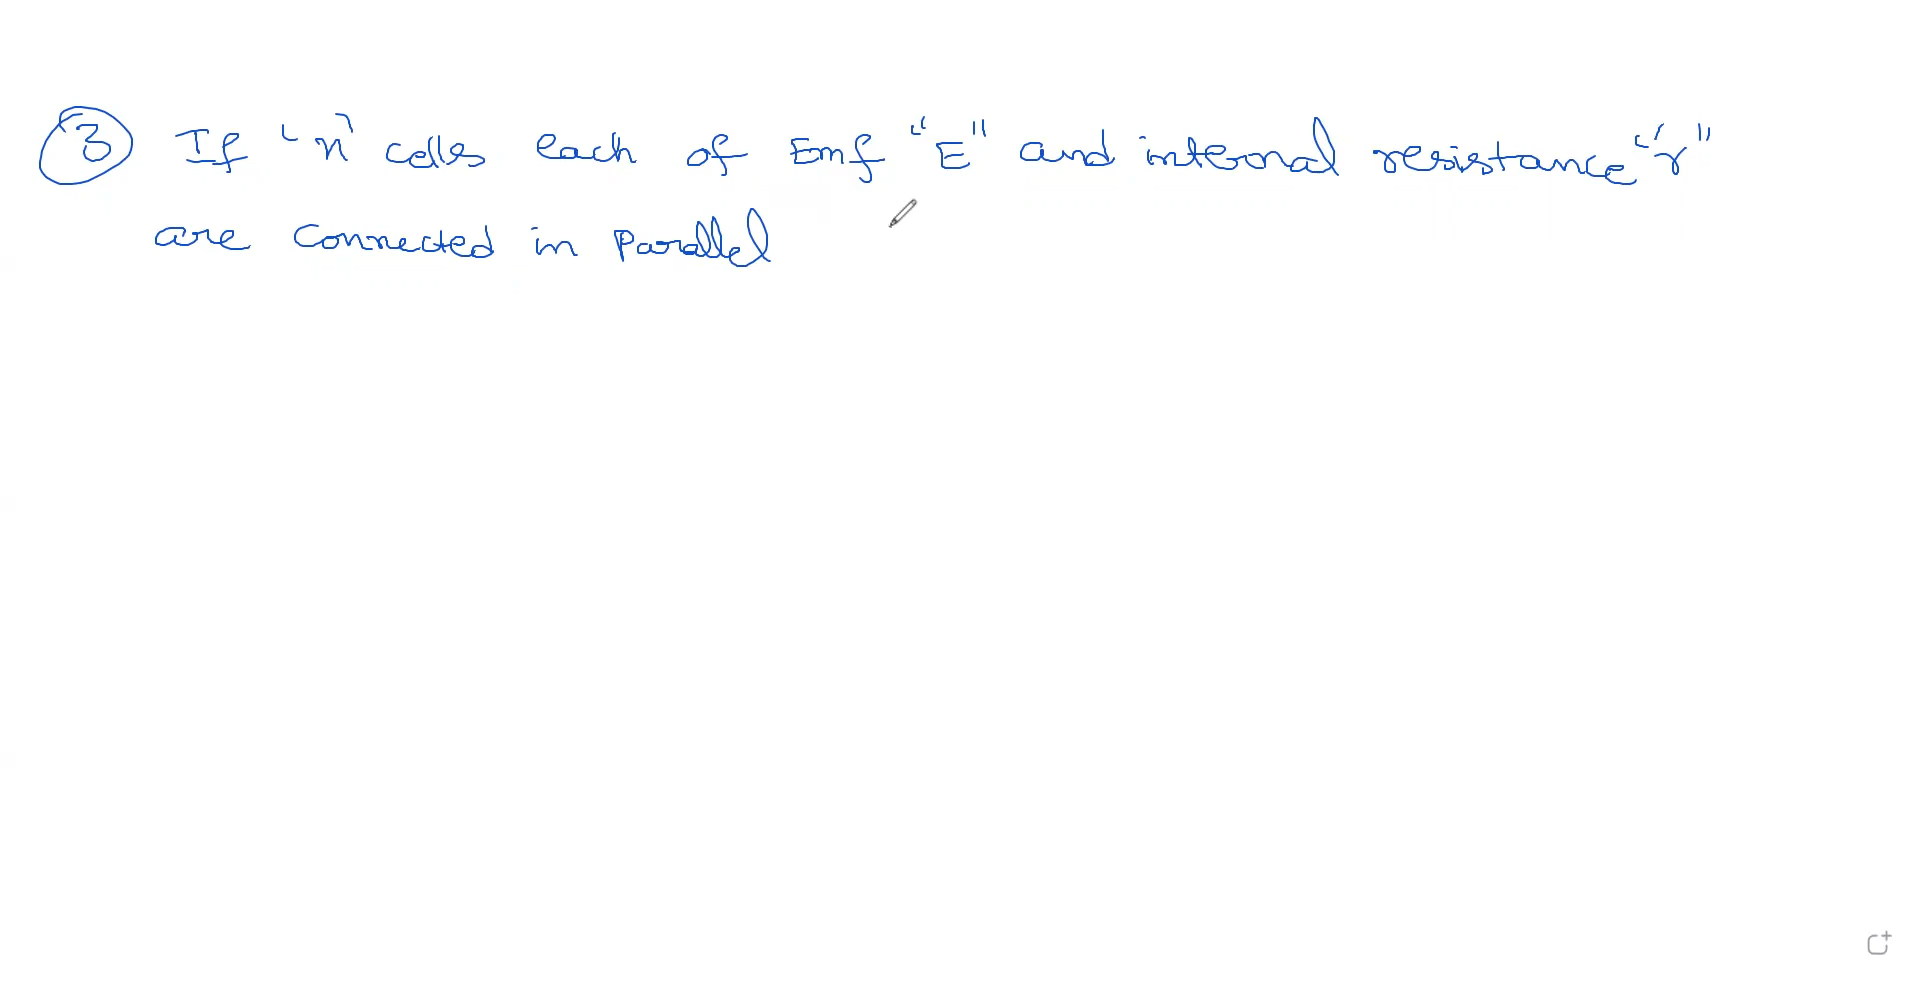 3 If 'n' cells each of Emf "E" and internal resistance "r"
are connected in parallel